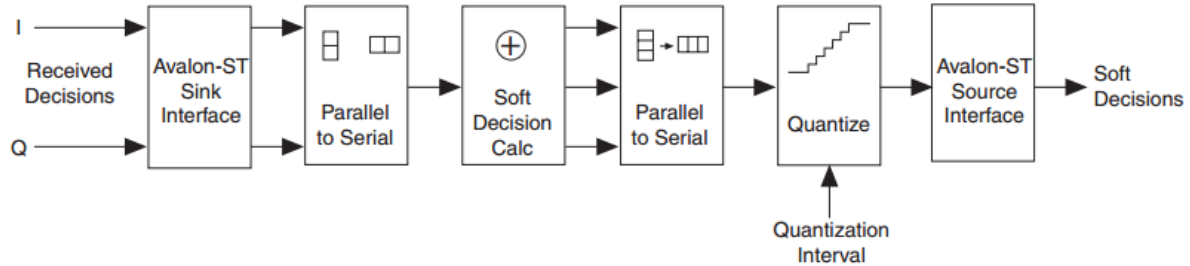 I
Received
Decisions
Q
Avalon-ST
Sink
Interface
Parallel
to Serial
Soft
Decision
Calc
Parallel
to Serial
Quantize
Quantization
Interval
Avalon-ST
Source
Interface
Soft
Decisions